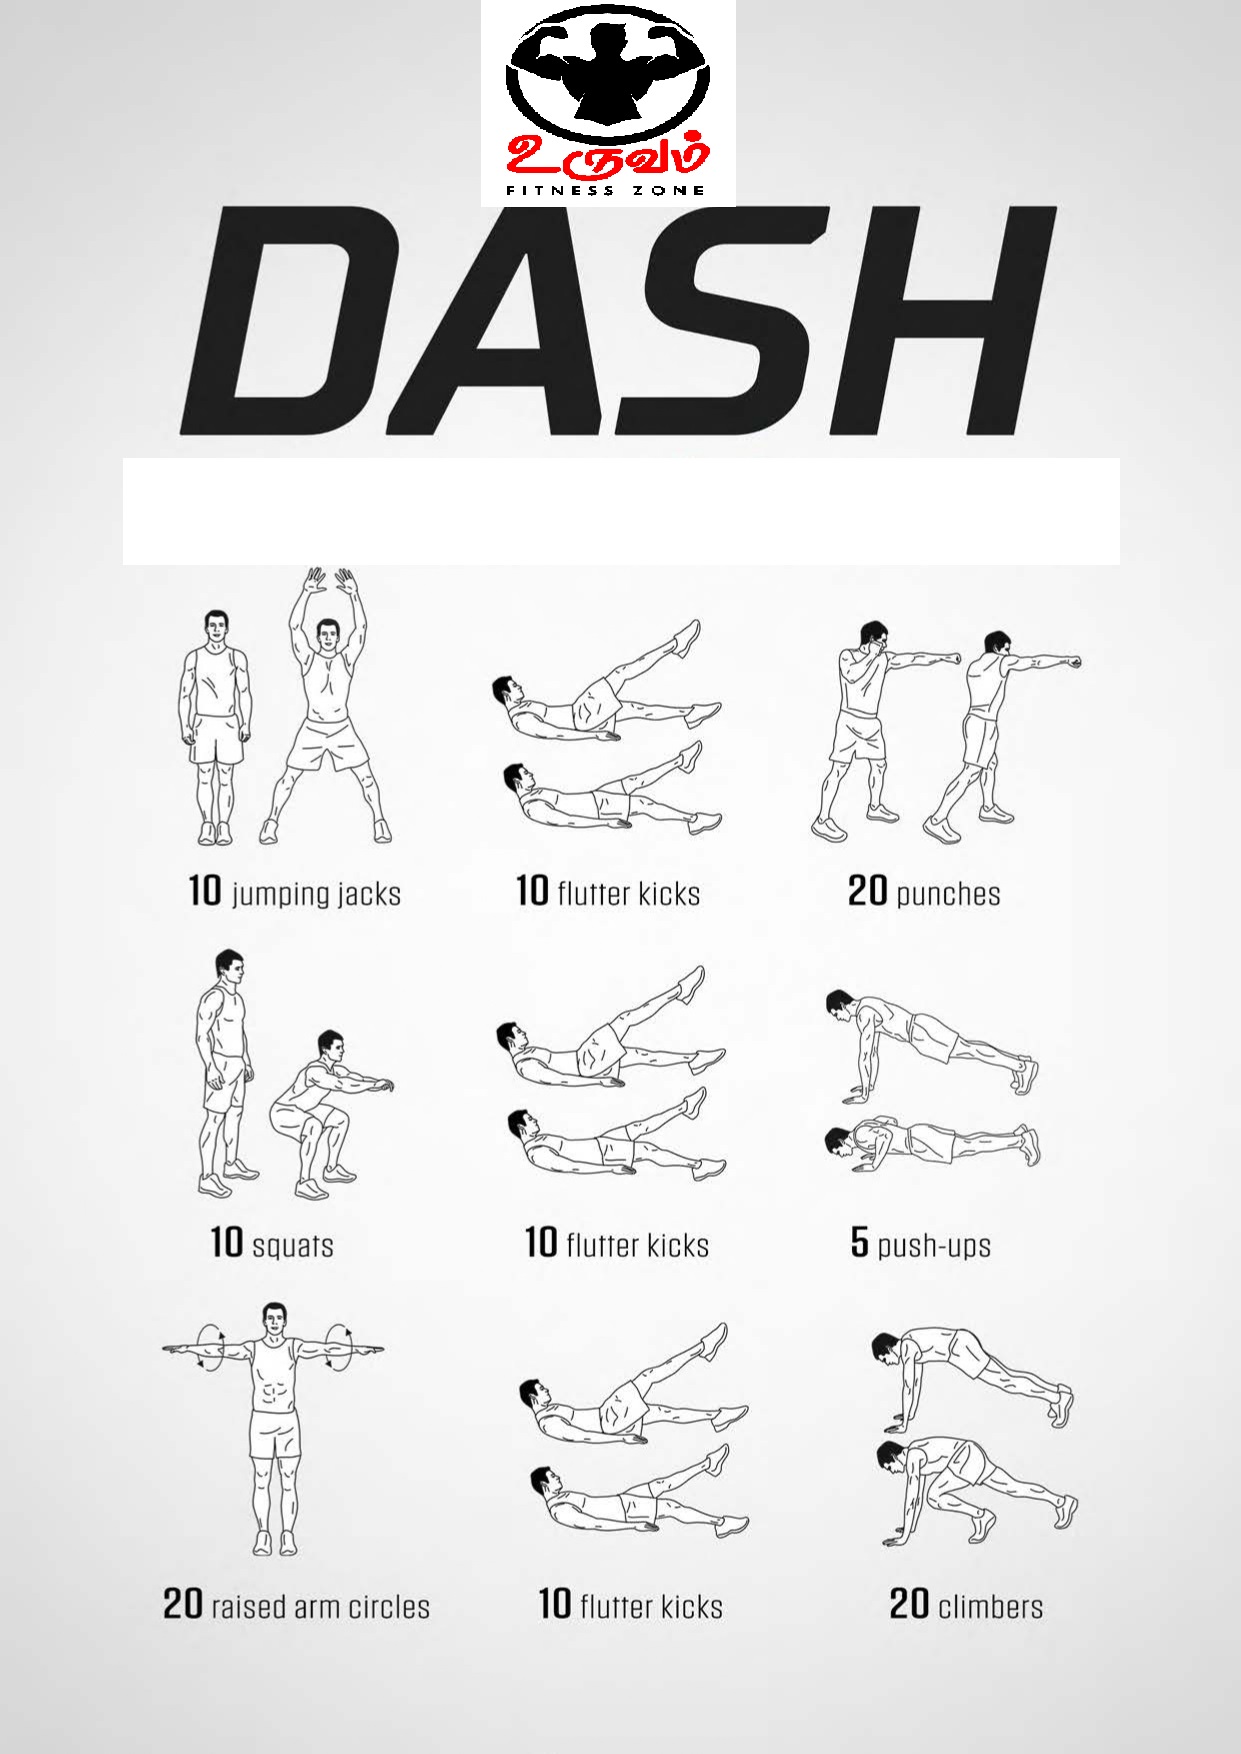 உருவம்
FITNESS ZONE
DASH
10 jumping jacks
10 flutter kicks
20 punches
10 squats
10 flutter kicks
5 push-ups
20 raised arm circles
10 flutter kicks
20 climbers